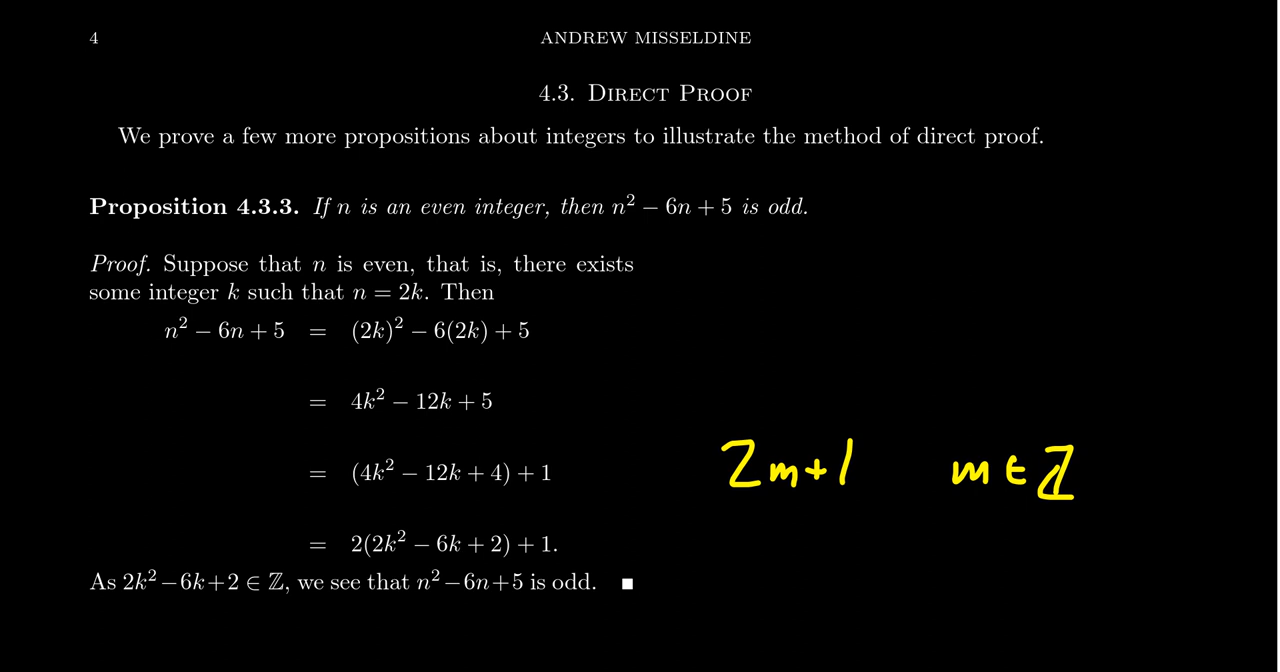 4 ANDREW MISSELDINE
4.3. DIRECT PROOF
We prove a few more propositions about integers to illustrate the method of direct proof.
Proposition 4.3.3. If n is an even integer, then n² − 6n + 5 is odd.
Proof. Suppose that n is even, that is, there exists
some integer k such that n = 2k. Then
n² − 6n + 5 = (2k)² − 6(2k) + 5
= 4k² − 12k + 5
= (4k² − 12k + 4) + 1 2m+1 m ∈ ℤ
= 2(2k² − 6k + 2) + 1.
As 2k² − 6k + 2 ∈ ℤ, we see that n² − 6n + 5 is odd. ■